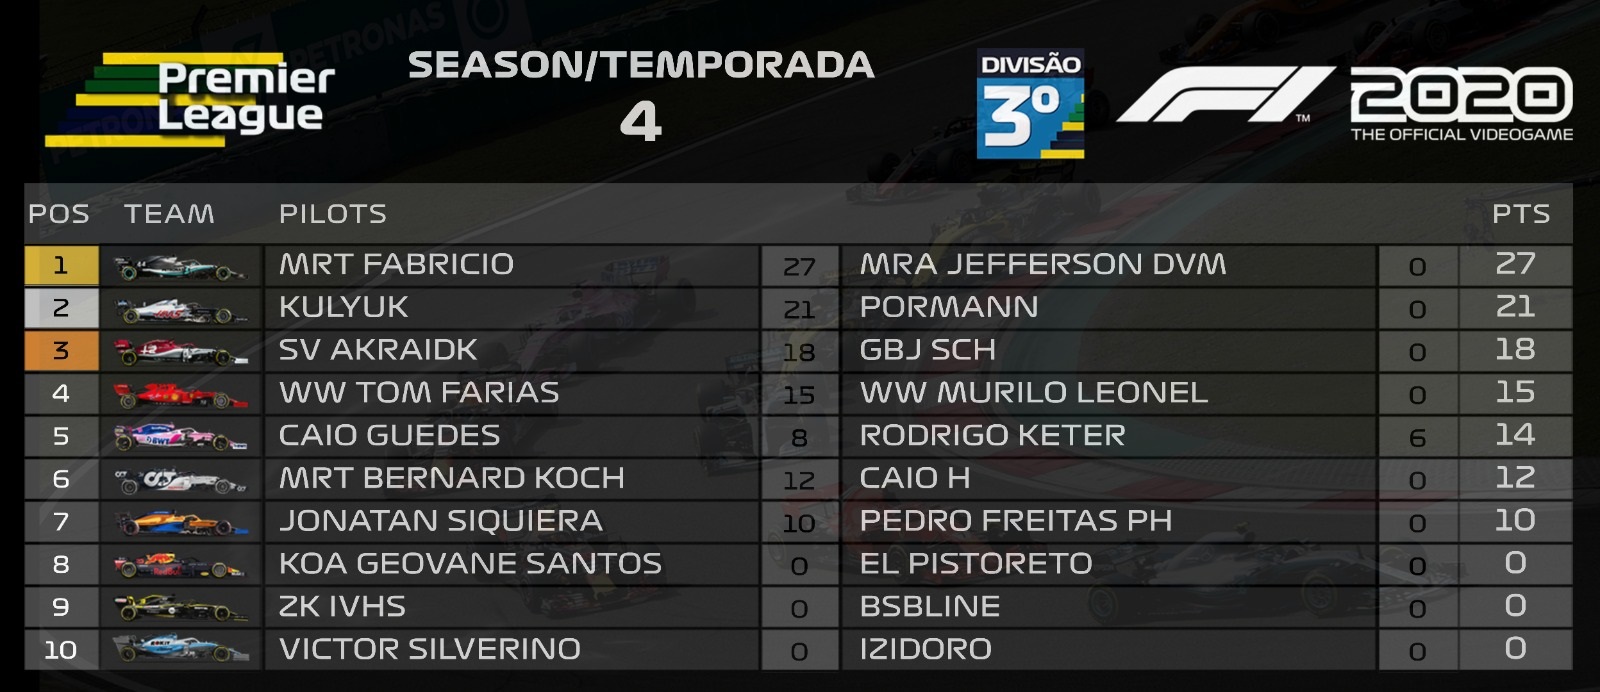 Premier
League
SEASON/TEMPORADA
4
DIVISÃO
3º
F1™ 2020
THE OFFICIAL VIDEOGAME
PETRONAS
POS TEAM PILOTS PTS
1 MRT FABRICIO 27 MRA JEFFERSON DVM 0 27
2 KULYUK 21 PORMANN 0 21
3 SV AKRAIDK 18 GBJ SCH 0 18
4 WW TOM FARIAS 15 WW MURILO LEONEL 0 15
5 CAIO GUEDES 8 RODRIGO KETER 6 14
6 MRT BERNARD KOCH 12 CAIO H 0 12
7 JONATAN SIQUIERA 10 PEDRO FREITAS PH 0 10
8 KOA GEOVANE SANTOS 0 EL PISTORETO 0 0
9 ZK IVHS 0 BSBLINE 0 0
10 VICTOR SILVERINO 0 IZIDORO 0 0